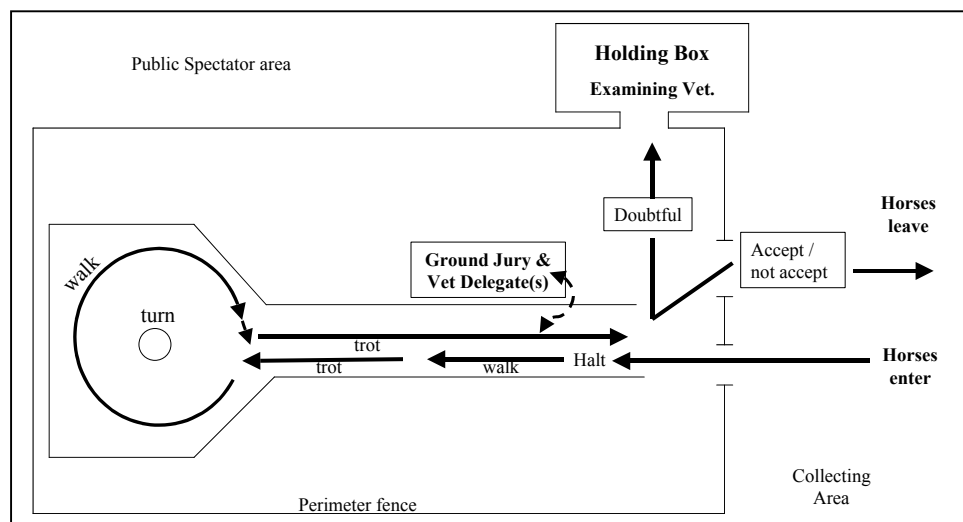 Public Spectator area
Holding Box
Examining Vet.
Doubtful
Horses
leave
Accept /
not accept
walk
Ground Jury &
Vet Delegate(s)
turn
trot
trot
walk
Halt
Horses
enter
Perimeter fence
Collecting
Area